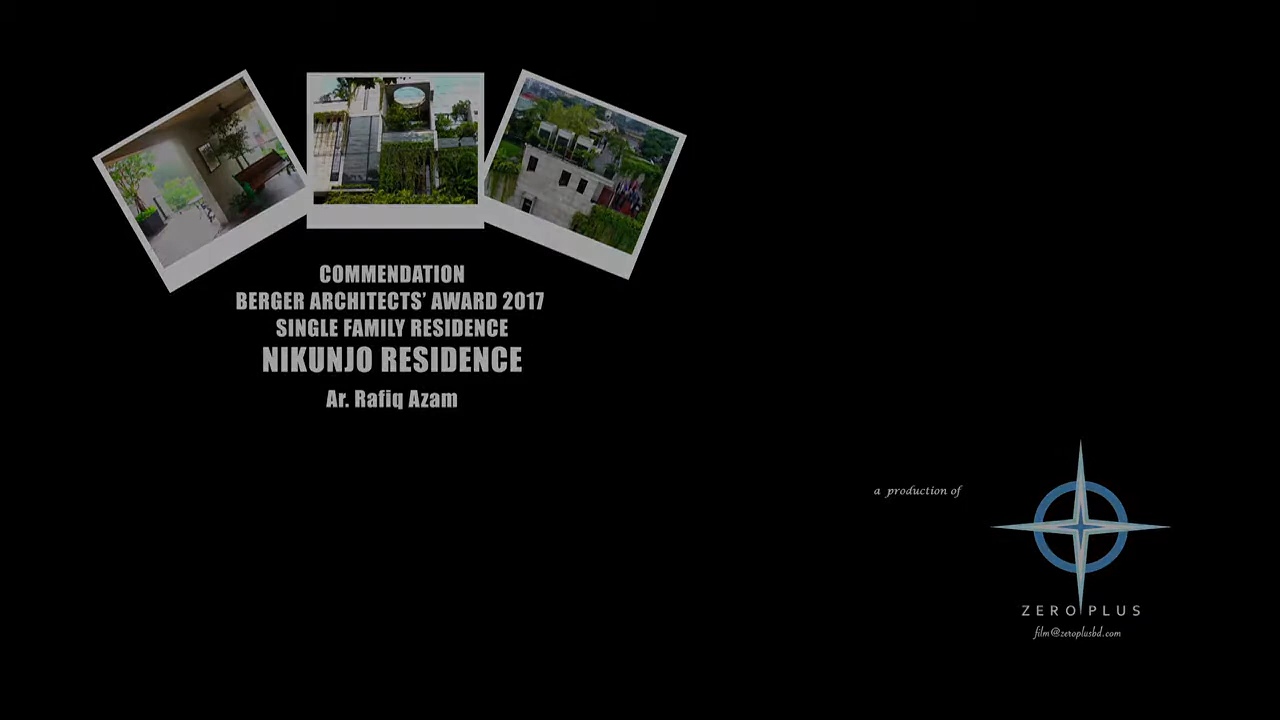 COMMENDATION
BERGER ARCHITECTS’ AWARD 2017
SINGLE FAMILY RESIDENCE
NIKUNJO RESIDENCE
Ar. Rafiq Azam
a production of
ZERO PLUS
film@zeroplusbd.com